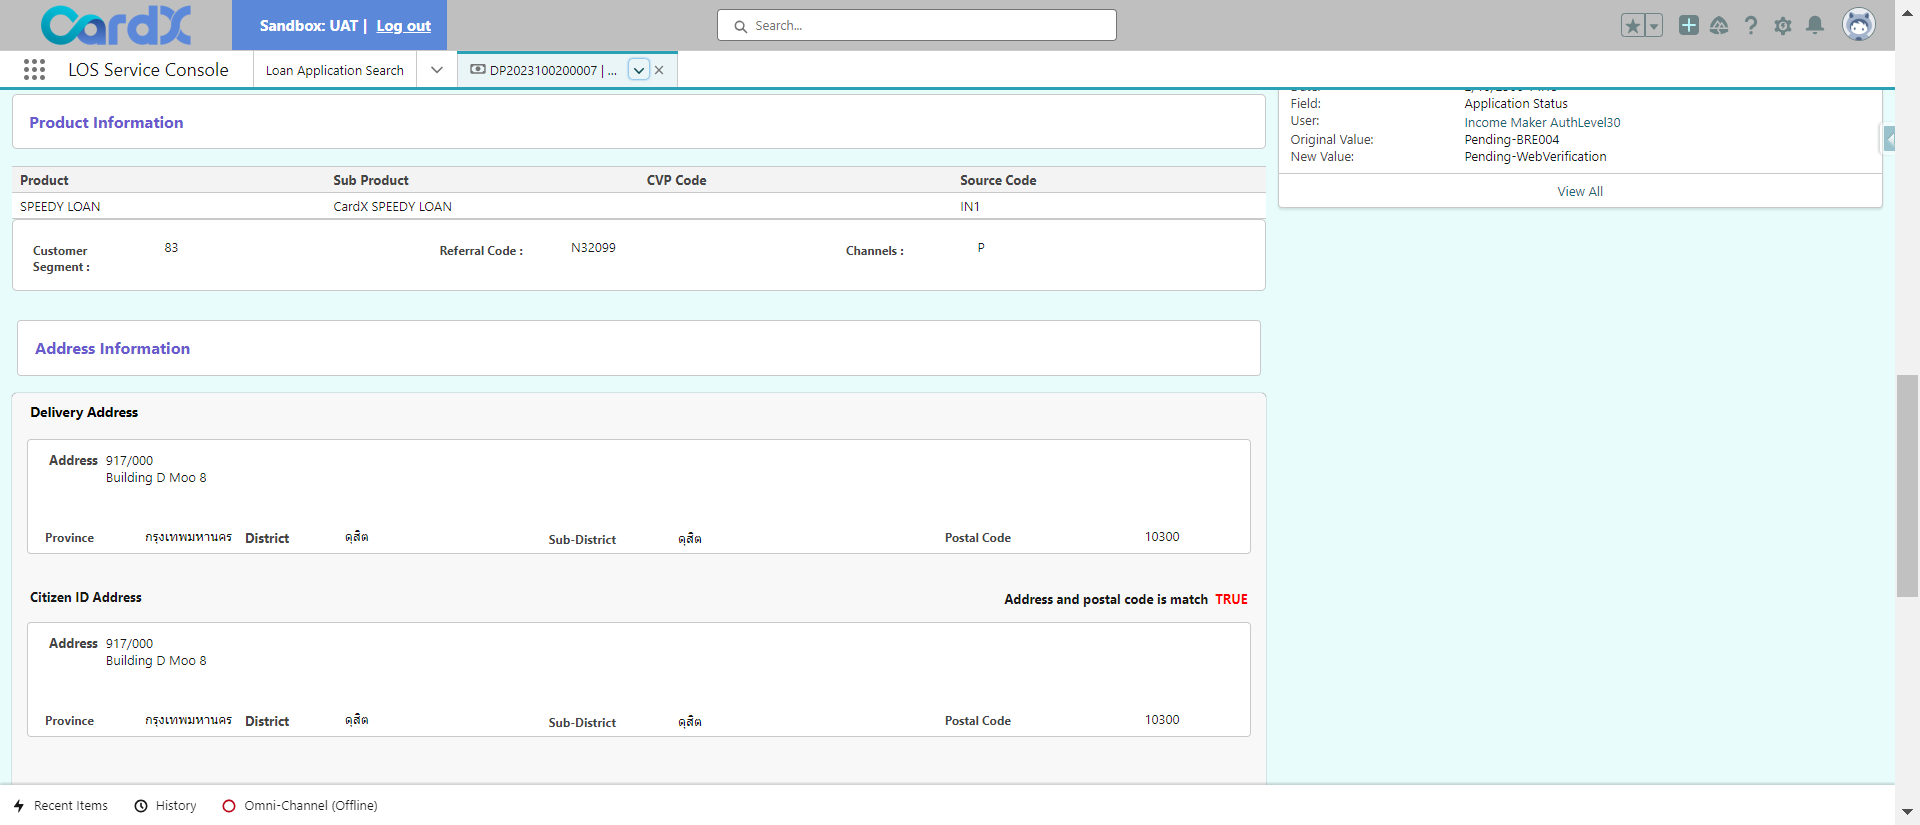 CardX
Sandbox: UAT | Log out
Search...
LOS Service Console
Loan Application Search
DP2023100200007 | ...
Product Information
Product Sub Product CVP Code Source Code
SPEEDY LOAN CardX SPEEDY LOAN IN1
Customer Segment : 83 Referral Code : N32099 Channels : P
Address Information
Delivery Address
Address 917/000
Building D Moo 8
Province กรุงเทพมหานคร District ดุสิต Sub-District ดุสิต Postal Code 10300
Citizen ID Address
Address and postal code is match TRUE
Address 917/000
Building D Moo 8
Province กรุงเทพมหานคร District ดุสิต Sub-District ดุสิต Postal Code 10300
Field: Application Status
User: Income Maker AuthLevel30
Original Value: Pending-BRE004
New Value: Pending-WebVerification
View All
Recent Items
History
Omni-Channel (Offline)